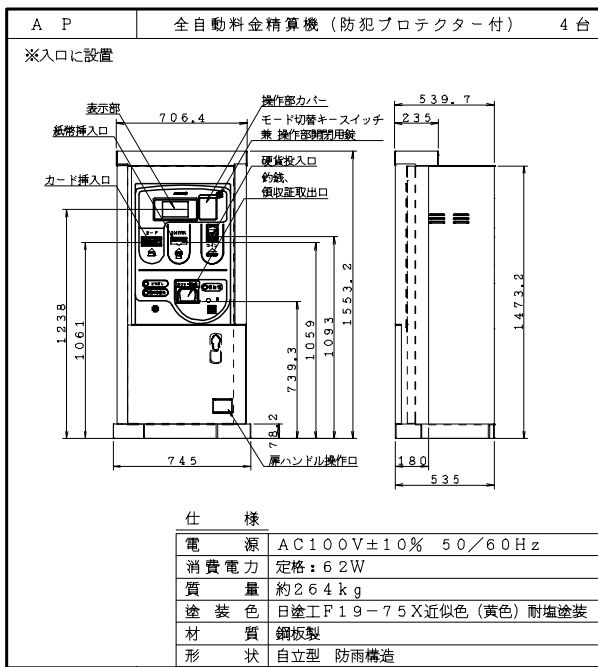 ＡＰ 全自動料金精算機（防犯プロテクター付） 4台
※入口に設置
表示部
紙幣挿入口
カード挿入口
操作部カバー
モード切替キースイッチ
兼 操作部開閉用錠
硬貨投入口
釣銭、
領収証取出口
扉ハンドル操作口
706.4
539.7
235
1238
1061
739.3
1059
1093
1553.2
1473.2
78.2
745
180
535
仕様
電源 ＡＣ100Ｖ±10％ 50／60Ｈｚ
消費電力 定格：62Ｗ
質量 約264ｋｇ
塗装色 日塗工Ｆ19－75Ｘ近似色（黄色）耐塩塗装
材質 鋼板製
形状 自立型 防雨構造